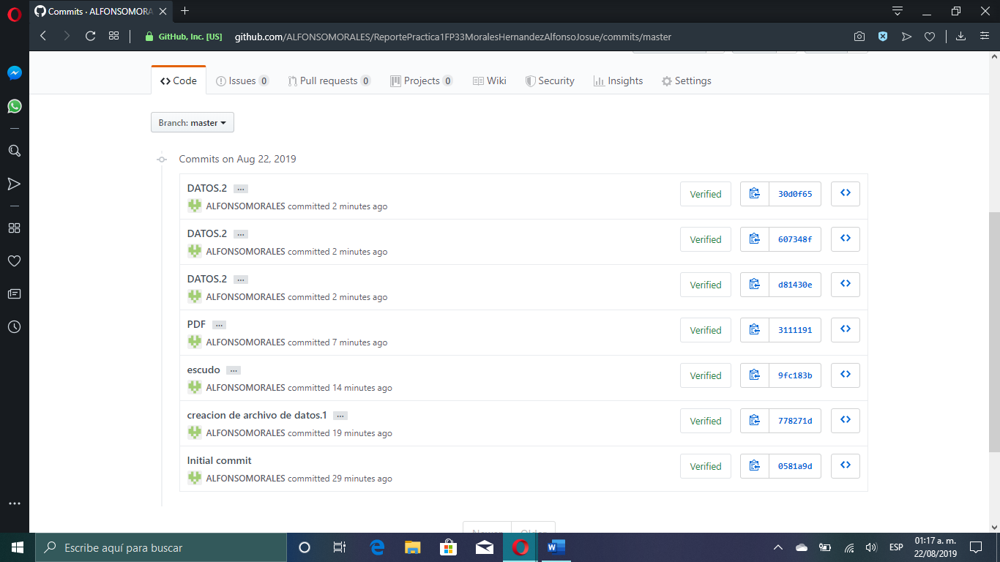 Commits · ALFONSOMORA
GitHub, Inc. [US] github.com/ALFONSOMORALES/ReportePractica1FP33MoralesHernandezAlfonsoJosue/commits/master
Code Issues 0 Pull requests 0 Projects 0 Wiki Security Insights Settings
Branch: master
Commits on Aug 22, 2019
DATOS.2 ...
ALFONSOMORALES committed 2 minutes ago
Verified 30d0f65
DATOS.2 ...
ALFONSOMORALES committed 2 minutes ago
Verified 607348f
DATOS.2 ...
ALFONSOMORALES committed 2 minutes ago
Verified d81430e
PDF ...
ALFONSOMORALES committed 7 minutes ago
Verified 3111191
escudo ...
ALFONSOMORALES committed 14 minutes ago
Verified 9fc183b
creacion de archivo de datos.1 ...
ALFONSOMORALES committed 19 minutes ago
Verified 778271d
Initial commit
ALFONSOMORALES committed 29 minutes ago
Verified 0581a9d
Newer Older
Escribe aquí para buscar
ESP
01:17 a. m.
22/08/2019